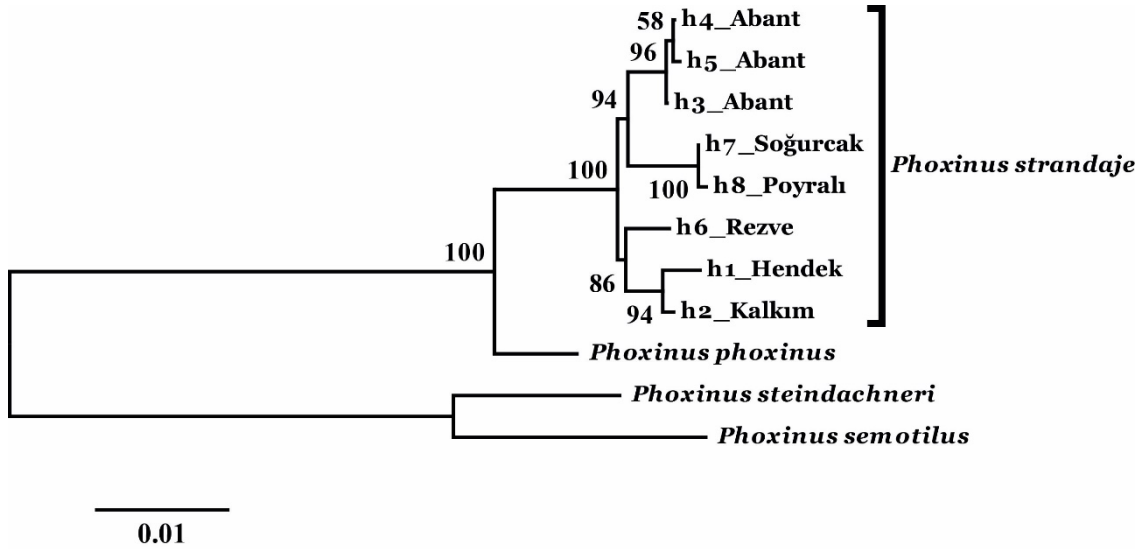 58
h4_Abant
96
h5_Abant
94
h3_Abant
h7_Soğurcak
Phoxinus strandaje
100
100
h8_Poyralı
h6_Rezve
100
86
h1_Hendek
94
h2_Kalkım
Phoxinus phoxinus
Phoxinus steindachneri
Phoxinus semotilus
0.01